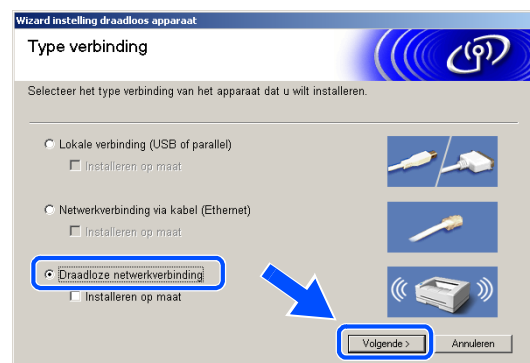 Wizard instelling draadloos apparaat
Type verbinding
Selecteer het type verbinding van het apparaat dat u wilt installeren.
Lokale verbinding (USB of parallel)
Installeren op maat
Netwerkverbinding via kabel (Ethernet)
Installeren op maat
Draadloze netwerkverbinding
Installeren op maat
Volgende > Annuleren